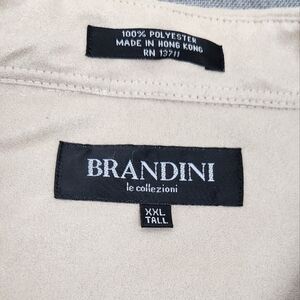 100% POLYESTER
MADE IN HONG KONG
RN 13711
BRANDINI
le collezioni
XXL
TALL